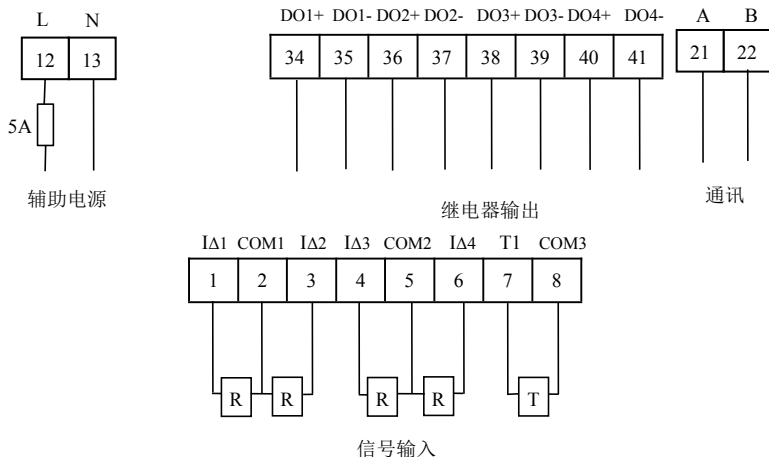 L N
12 13
5A
辅助电源
DO1+ DO1- DO2+ DO2- DO3+ DO3- DO4+ DO4-
34 35 36 37 38 39 40 41
继电器输出
A B
21 22
通讯
IΔ1 COM1 IΔ2 IΔ3 COM2 IΔ4 T1 COM3
1 2 3 4 5 6 7 8
R R R R T
信号输入